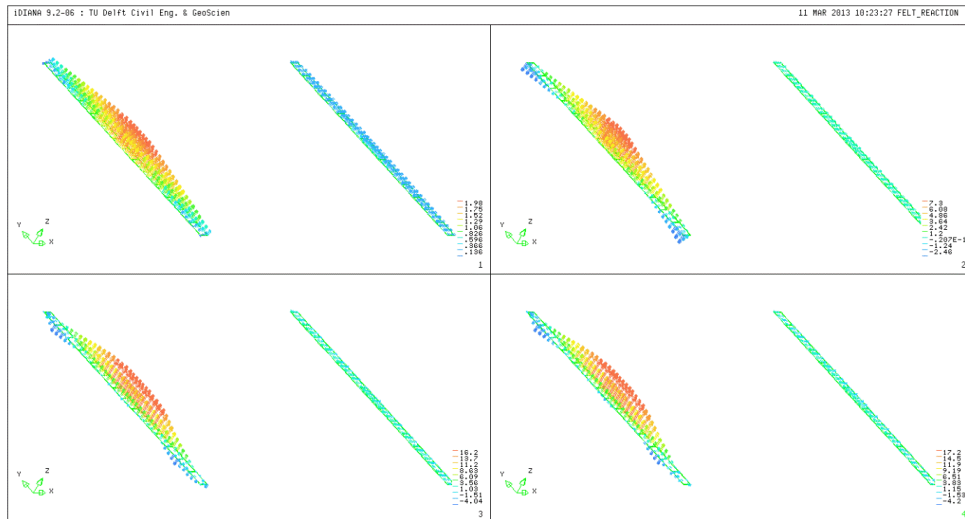 iDIANA 9.2-06 : TU Delft Civil Eng. & GeoScien
11 MAR 2013 10:23:27 FELT_REACTION
Y
Z
X
1.98
1.75
1.52
1.29
1.06
.826
.596
.366
.136
1
Y
Z
X
7.3
6.08
4.86
3.64
2.42
1.2
-.207E-1
-1.24
-2.46
2
Y
Z
X
16.2
13.7
11.2
8.63
6.09
3.56
1.03
-1.51
-4.04
3
Y
Z
X
17.2
14.5
11.9
9.19
6.51
3.83
1.15
-1.53
-4.2
4